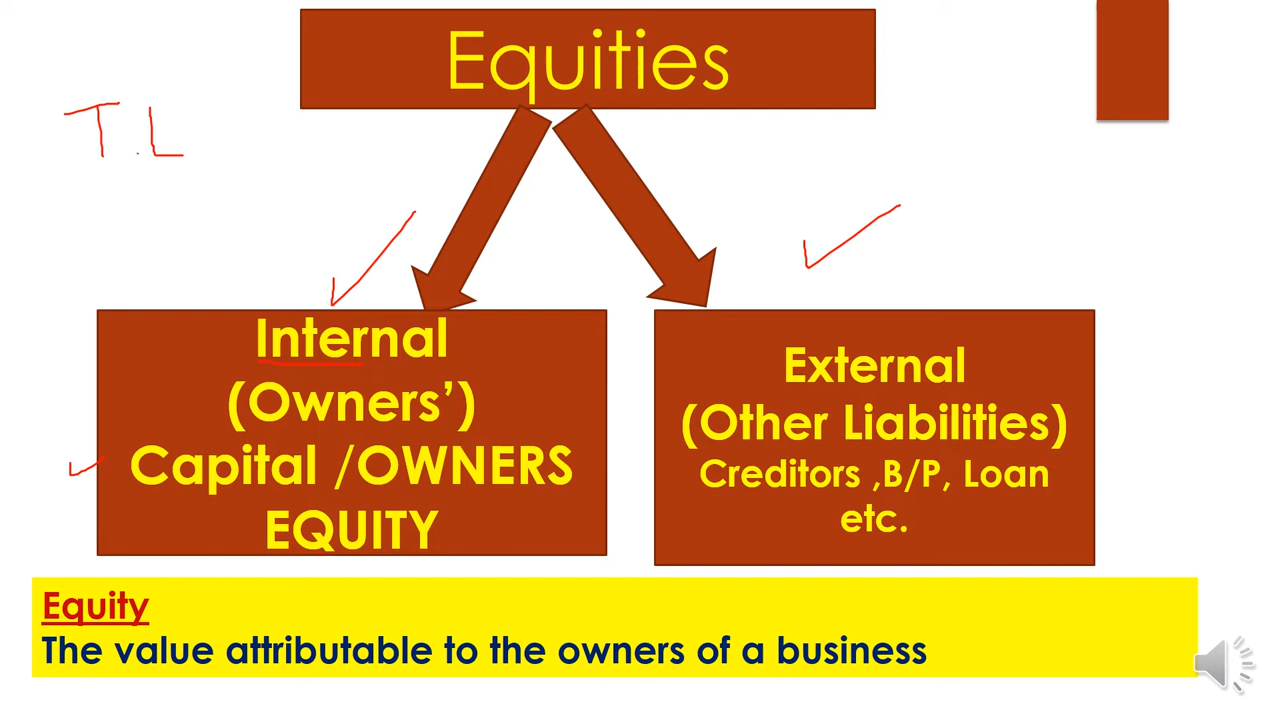 Equities
T.L
Internal
(Owners’)
Capital /OWNERS
EQUITY
External
(Other Liabilities)
Creditors ,B/P, Loan
etc.
Equity
The value attributable to the owners of a business